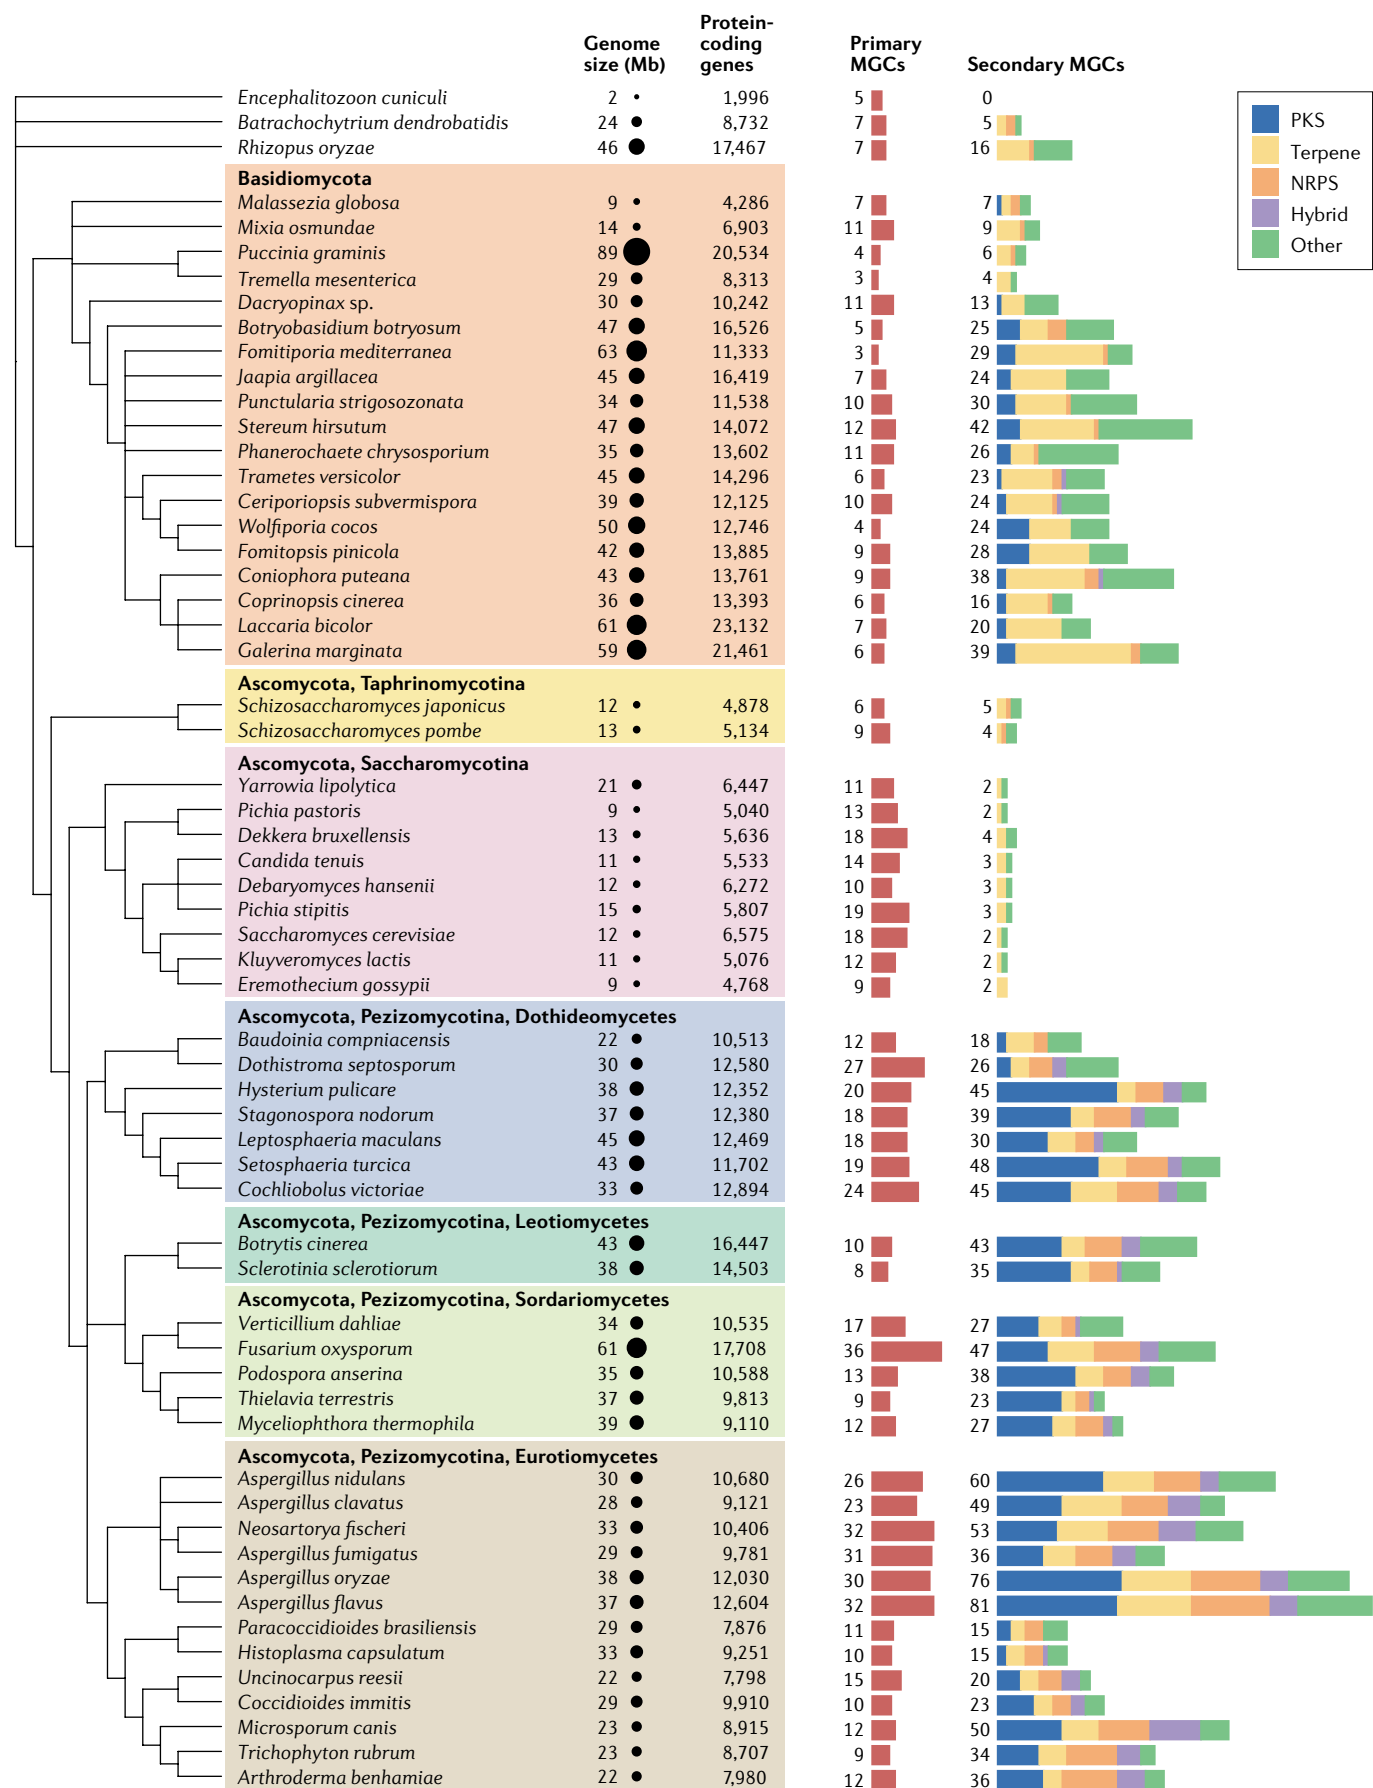 Genome size (Mb) Protein-coding genes Primary MGCs Secondary MGCs
Encephalitozoon cuniculi 2 1,996 5 0
Batrachochytrium dendrobatidis 24 8,732 7 5
Rhizopus oryzae 46 17,467 7 16
PKS
Terpene
NRPS
Hybrid
Other
Basidiomycota
Malassezia globosa 9 4,286 7 7
Mixia osmundae 14 6,903 11 9
Puccinia graminis 89 20,534 4 6
Tremella mesenterica 29 8,313 3 4
Dacryopinax sp. 30 10,242 11 13
Botryobasidium botryosum 47 16,526 5 25
Fomitiporia mediterranea 63 11,333 3 29
Jaapia argillacea 45 16,419 7 24
Punctularia strigosozonata 34 11,538 10 30
Stereum hirsutum 47 14,072 12 42
Phanerochaete chrysosporium 35 13,602 11 26
Trametes versicolor 45 14,296 6 23
Ceriporiopsis subvermispora 39 12,125 10 24
Wolfiporia cocos 50 12,746 4 24
Fomitopsis pinicola 42 13,885 9 28
Coniophora puteana 43 13,761 9 38
Coprinopsis cinerea 36 13,393 6 16
Laccaria bicolor 61 23,132 7 20
Galerina marginata 59 21,461 6 39
Ascomycota, Taphrinomycotina
Schizosaccharomyces japonicus 12 4,878 6 5
Schizosaccharomyces pombe 13 5,134 9 4
Ascomycota, Saccharomycotina
Yarrowia lipolytica 21 6,447 11 2
Pichia pastoris 9 5,040 13 2
Dekkera bruxellensis 13 5,636 18 4
Candida tenuis 11 5,533 14 3
Debaryomyces hansenii 12 6,272 10 3
Pichia stipitis 15 5,807 19 3
Saccharomyces cerevisiae 12 6,575 18 2
Kluyveromyces lactis 11 5,076 12 2
Eremothecium gossypii 9 4,768 9 2
Ascomycota, Pezizomycotina, Dothideomycetes
Baudoinia compniacensis 22 10,513 12 18
Dothistroma septosporum 30 12,580 27 26
Hysterium pulicare 38 12,352 20 45
Stagonospora nodorum 37 12,380 18 39
Leptosphaeria maculans 45 12,469 18 30
Setosphaeria turcica 43 11,702 19 48
Cochliobolus victoriae 33 12,894 24 45
Ascomycota, Pezizomycotina, Leotiomycetes
Botrytis cinerea 43 16,447 10 43
Sclerotinia sclerotiorum 38 14,503 8 35
Ascomycota, Pezizomycotina, Sordariomycetes
Verticillium dahliae 34 10,535 17 27
Fusarium oxysporum 61 17,708 36 47
Podospora anserina 35 10,588 13 38
Thielavia terrestris 37 9,813 9 23
Myceliophthora thermophila 39 9,110 12 27
Ascomycota, Pezizomycotina, Eurotiomycetes
Aspergillus nidulans 30 10,680 26 60
Aspergillus clavatus 28 9,121 23 49
Neosartorya fischeri 33 10,406 32 53
Aspergillus fumigatus 29 9,781 31 36
Aspergillus oryzae 38 12,030 30 76
Aspergillus flavus 37 12,604 32 81
Paracoccidioides brasiliensis 29 7,876 11 15
Histoplasma capsulatum 33 9,251 10 15
Uncinocarpus reesii 22 7,798 15 20
Coccidioides immitis 29 9,910 10 23
Microsporum canis 23 8,915 12 50
Trichophyton rubrum 23 8,707 9 34
Arthroderma benhamiae 22 7,980 12 36